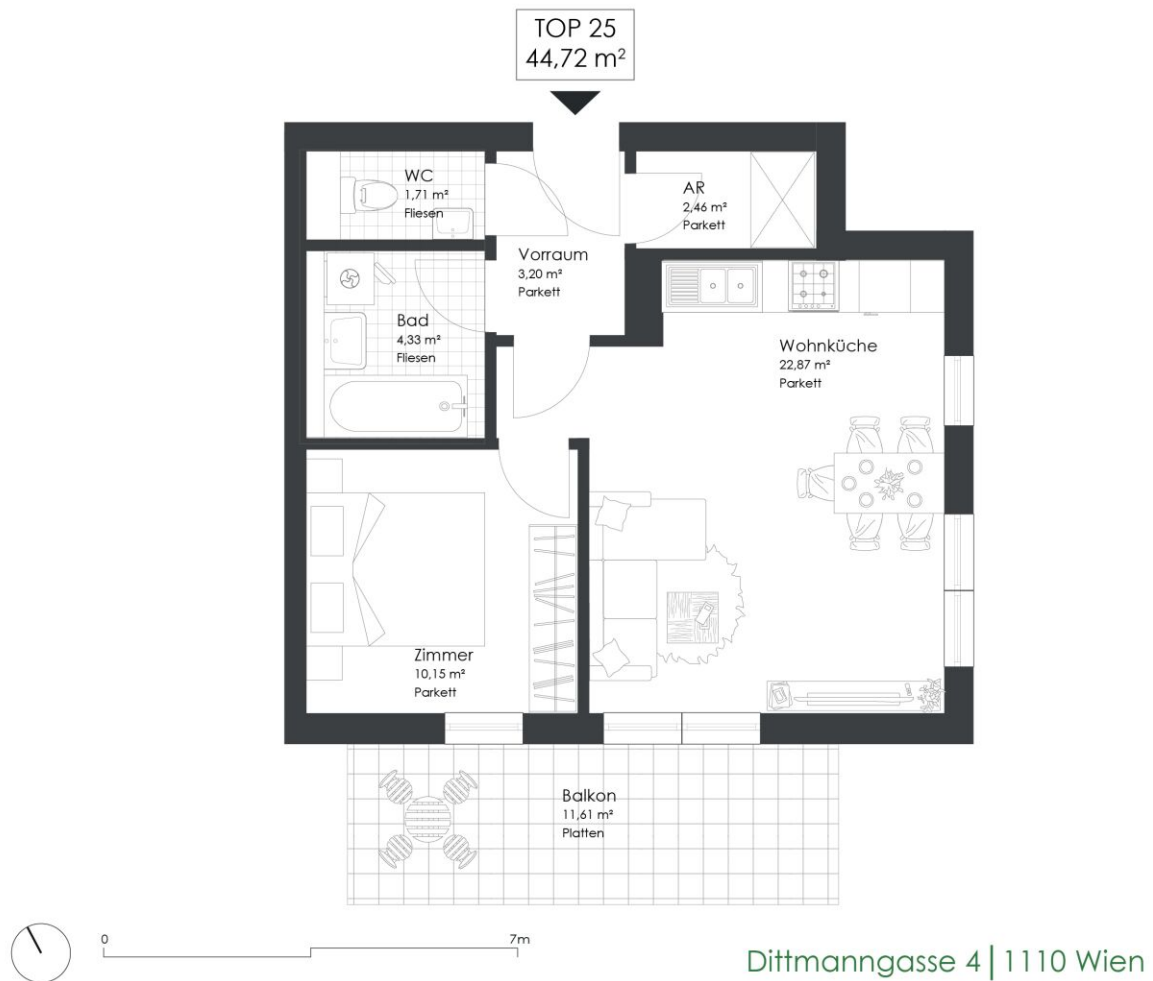 TOP 25
44,72 m²
WC
1,71 m²
Fliesen
AR
2,46 m²
Parkett
Vorraum
3,20 m²
Parkett
Bad
4,33 m²
Fliesen
Wohnküche
22,87 m²
Parkett
Zimmer
10,15 m²
Parkett
Balkon
11,61 m²
Platten
0 7m
Dittmanngasse 4 | 1110 Wien